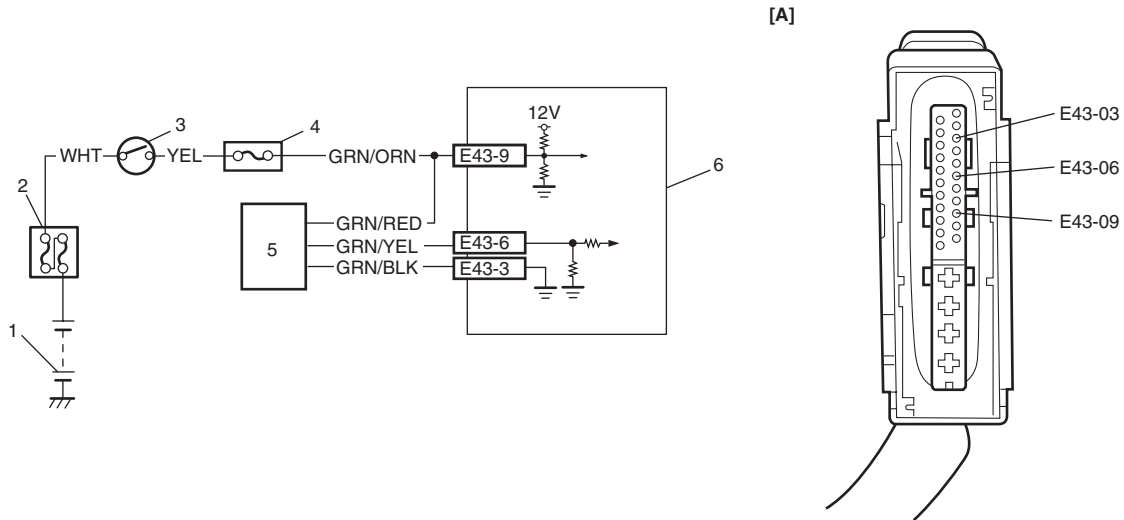 [A]
1
2
3
4
5
6
WHT
YEL
GRN/ORN
GRN/RED
GRN/YEL
GRN/BLK
E43-9
E43-6
E43-3
12V
E43-03
E43-06
E43-09